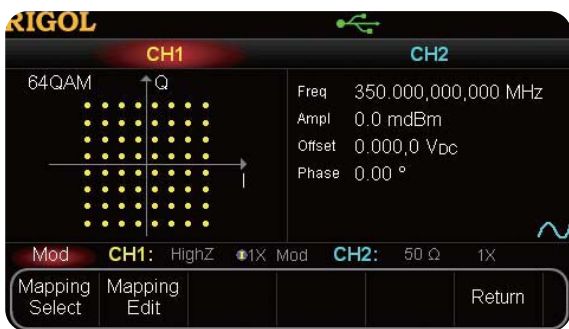 RIGOL
CH1
CH2
64QAM
Q
I
Freq 350.000,000,000 MHz
Ampl 0.0 mdBm
Offset 0.000,0 VDC
Phase 0.00 °
Mod CH1: HighZ 1X Mod CH2: 50 Ω 1X
Mapping Select
Mapping Edit
Return